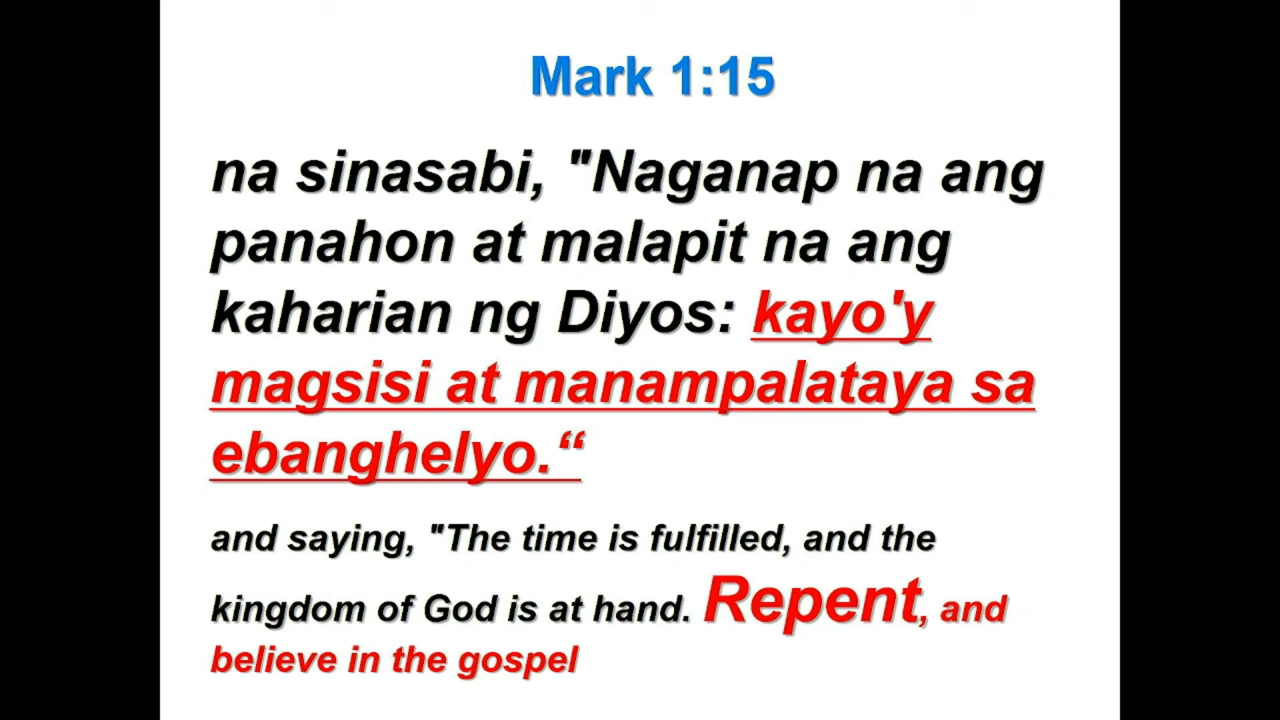 Mark 1:15
na sinasabi, "Naganap na ang
panahon at malapit na ang
kaharian ng Diyos: kayo'y
magsisi at manampalataya sa
ebanghelyo.“
and saying, "The time is fulfilled, and the
kingdom of God is at hand. Repent, and
believe in the gospel